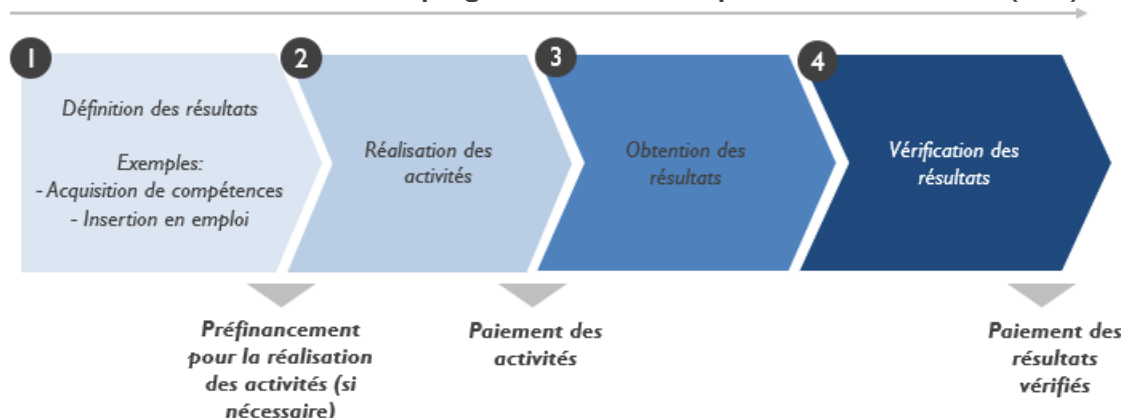 1
Définition des résultats
Exemples:
- Acquisition de compétences
- Insertion en emploi
2
Réalisation des
activités
3
Obtention des
résultats
4
Vérification des
résultats
Préfinancement
pour la réalisation
des activités (si
nécessaire)
Paiement des
activités
Paiement des
résultats
vérifiés